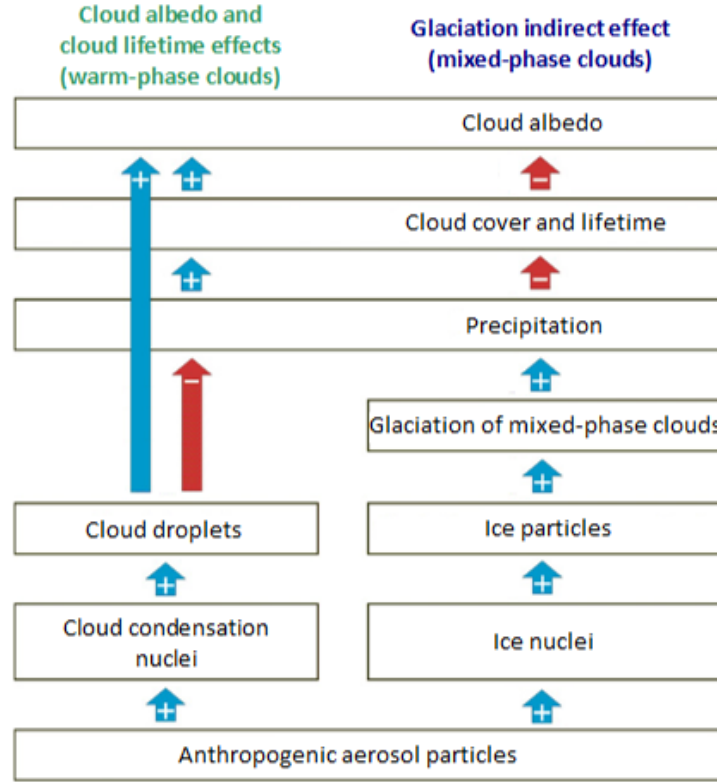 Cloud albedo and
cloud lifetime effects
(warm-phase clouds)
Glaciation indirect effect
(mixed-phase clouds)
Cloud albedo
+
+
−
Cloud cover and lifetime
+
−
Precipitation
−
+
Glaciation of mixed-phase clouds
+
Cloud droplets
Ice particles
+
+
Cloud condensation
nuclei
Ice nuclei
+
+
Anthropogenic aerosol particles